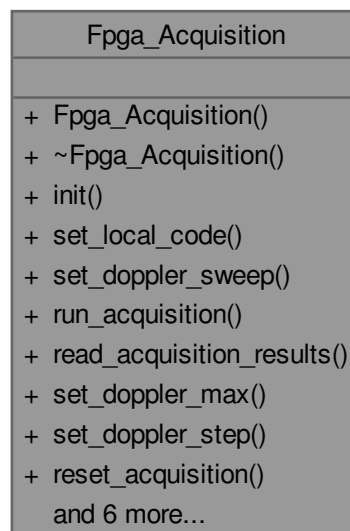 Fpga_Acquisition
+ Fpga_Acquisition()
+ ~Fpga_Acquisition()
+ init()
+ set_local_code()
+ set_doppler_sweep()
+ run_acquisition()
+ read_acquisition_results()
+ set_doppler_max()
+ set_doppler_step()
+ reset_acquisition()
and 6 more...